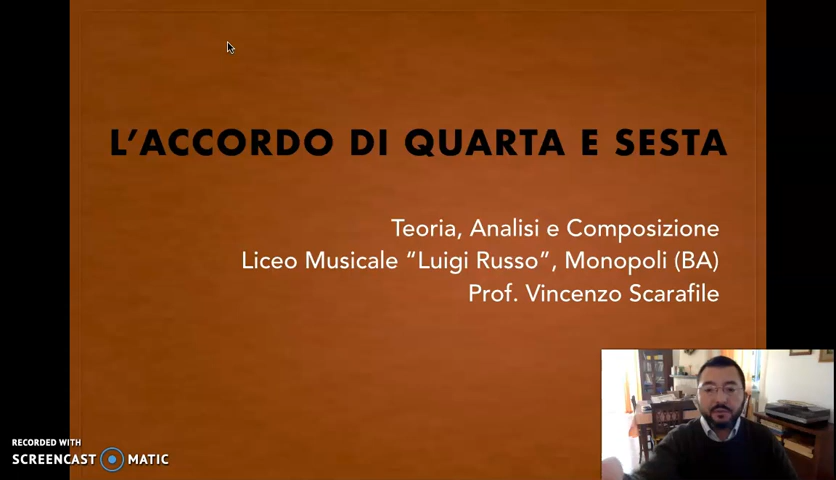 L'ACCORDO DI QUARTA E SESTA
Teoria, Analisi e Composizione
Liceo Musicale “Luigi Russo”, Monopoli (BA)
Prof. Vincenzo Scarafile
RECORDED WITH
SCREENCAST MATIC